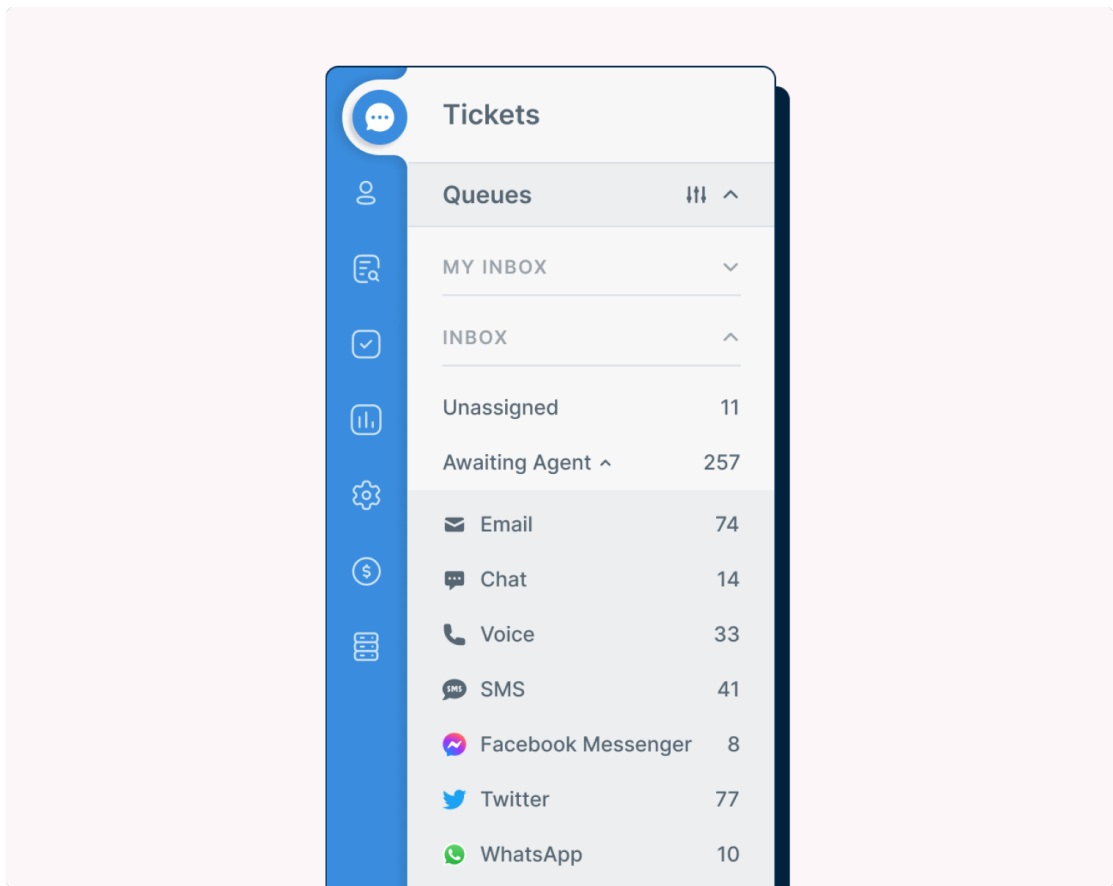 Tickets
Queues
MY INBOX
INBOX
Unassigned 11
Awaiting Agent 257
Email 74
Chat 14
Voice 33
SMS SMS 41
Facebook Messenger 8
Twitter 77
WhatsApp 10